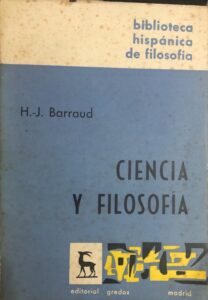 biblioteca
hispánica
de filosofía
H.-J. Barraud
CIENCIA
Y FILOSOFÍA
editorial gredos madrid